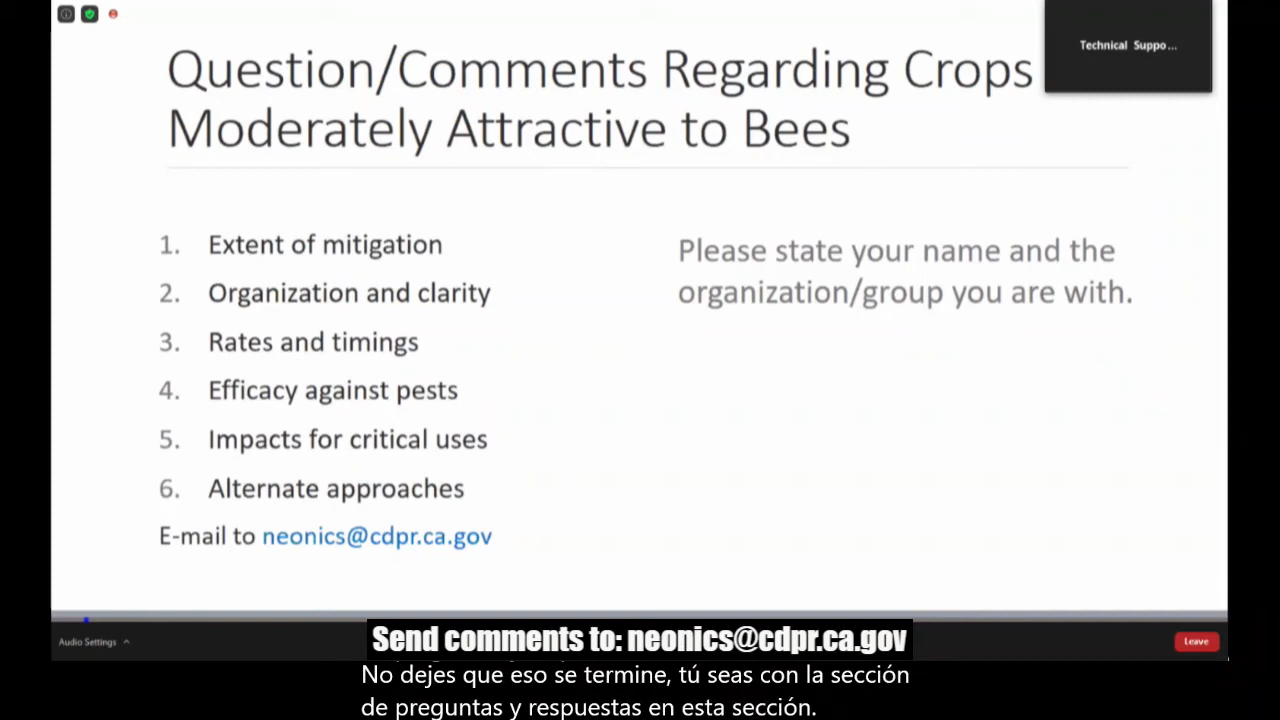 Technical Suppo...
Question/Comments Regarding Crops
Moderately Attractive to Bees
1. Extent of mitigation
2. Organization and clarity
3. Rates and timings
4. Efficacy against pests
5. Impacts for critical uses
6. Alternate approaches
E-mail to neonics@cdpr.ca.gov
Please state your name and the
organization/group you are with.
Audio Settings
Leave
Send comments to: neonics@cdpr.ca.gov
No dejes que eso se termine, tú seas con la sección
de preguntas y respuestas en esta sección.